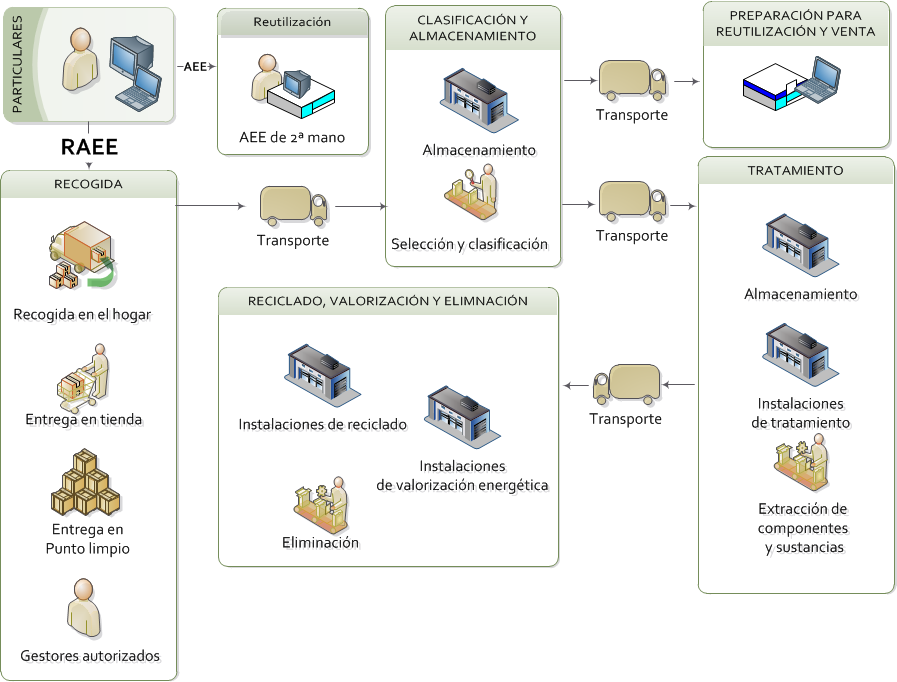 PARTICULARES
AEE
RAEE
Reutilización
AEE de 2ª mano
CLASIFICACIÓN Y
ALMACENAMIENTO
Almacenamiento
Selección y clasificación
Transporte
PREPARACIÓN PARA
REUTILIZACIÓN Y VENTA
RECOGIDA
Recogida en el hogar
Entrega en tienda
Entrega en
Punto limpio
Gestores autorizados
Transporte
Transporte
TRATAMIENTO
Almacenamiento
Instalaciones
de tratamiento
Extracción de
componentes
y sustancias
Transporte
RECICLADO, VALORIZACIÓN Y ELIMNACIÓN
Instalaciones de reciclado
Instalaciones
de valorización energética
Eliminación